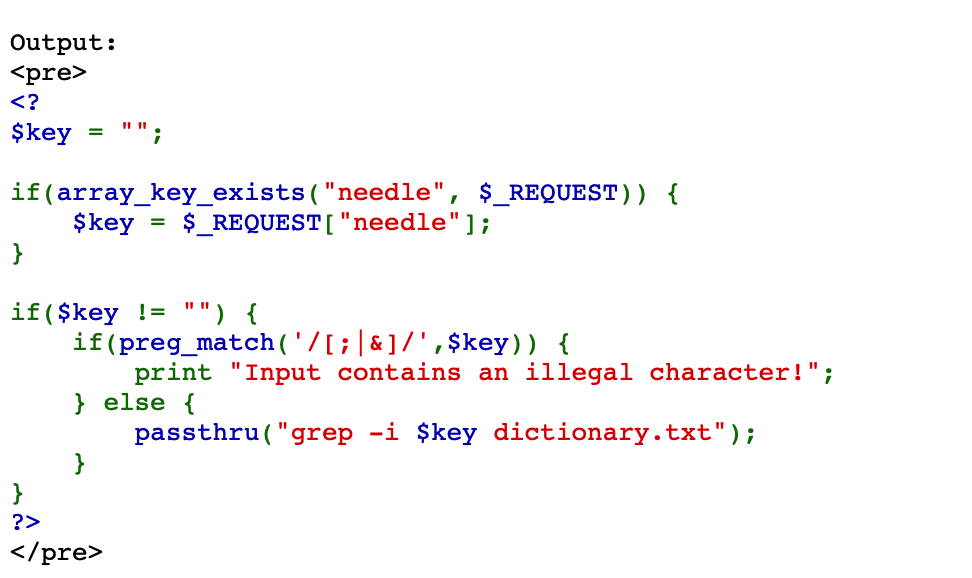 Output:
<pre>
<?
$key = "";

if(array_key_exists("needle", $_REQUEST)) {
    $key = $_REQUEST["needle"];
}

if($key != "") {
    if(preg_match('/[;|&]/',$key)) {
        print "Input contains an illegal character!";
    } else {
        passthru("grep -i $key dictionary.txt");
    }
}
?>
</pre>